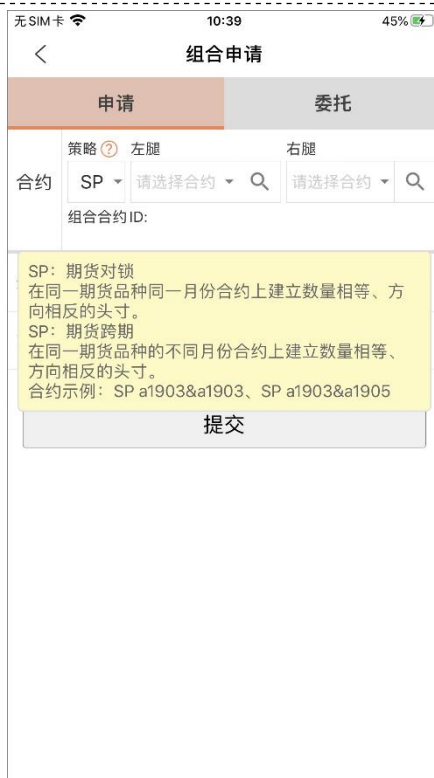 无SIM卡 10:39 45%
组合申请
申请 委托
策略 ? 左腿 右腿
合约 SP 请选择合约 请选择合约
组合合约ID:
SP：期货对锁
在同一期货品种同一月份合约上建立数量相等、方
向相反的头寸。
SP：期货跨期
在同一期货品种的不同月份合约上建立数量相等、
方向相反的头寸。
合约示例：SP a1903&a1903、SP a1903&a1905
提交